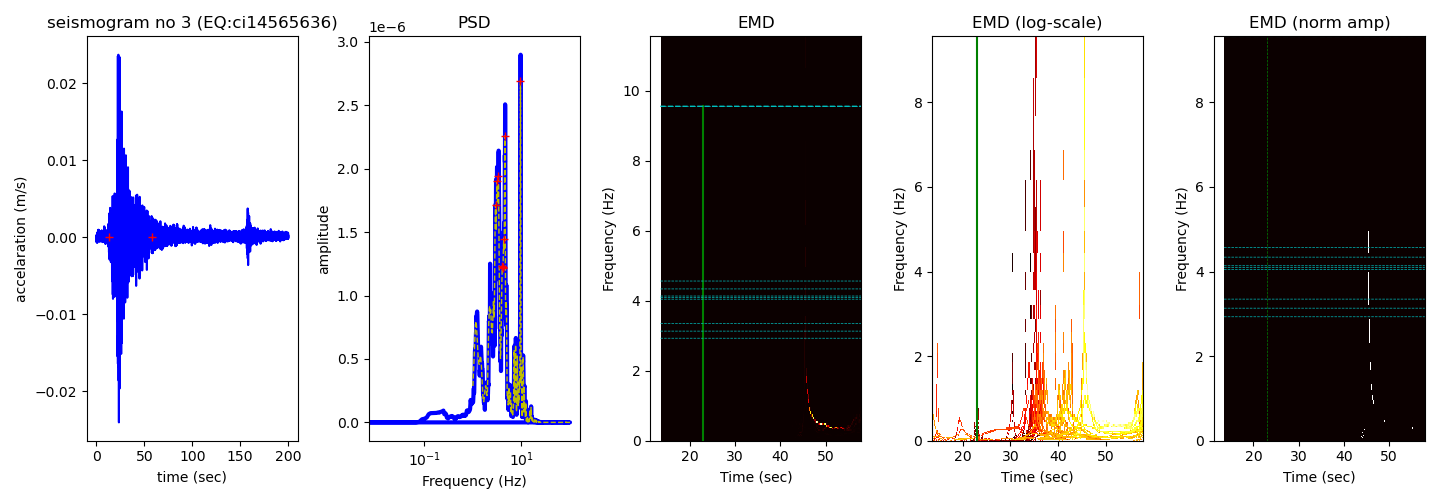 seismogram no 3 (EQ:ci14565636)
0.02
0.01
0.00
−0.01
−0.02
accelaration (m/s)
0 50 100 150 200
time (sec)
PSD
1e−6
3.0
2.5
2.0
1.5
1.0
0.5
0.0
amplitude
10⁻¹ 10¹
Frequency (Hz)
EMD
10
8
6
4
2
0
Frequency (Hz)
20 30 40 50
Time (sec)
EMD (log-scale)
8
6
4
2
0
Frequency (Hz)
20 30 40 50
Time (sec)
EMD (norm amp)
8
6
4
2
0
Frequency (Hz)
20 30 40 50
Time (sec)